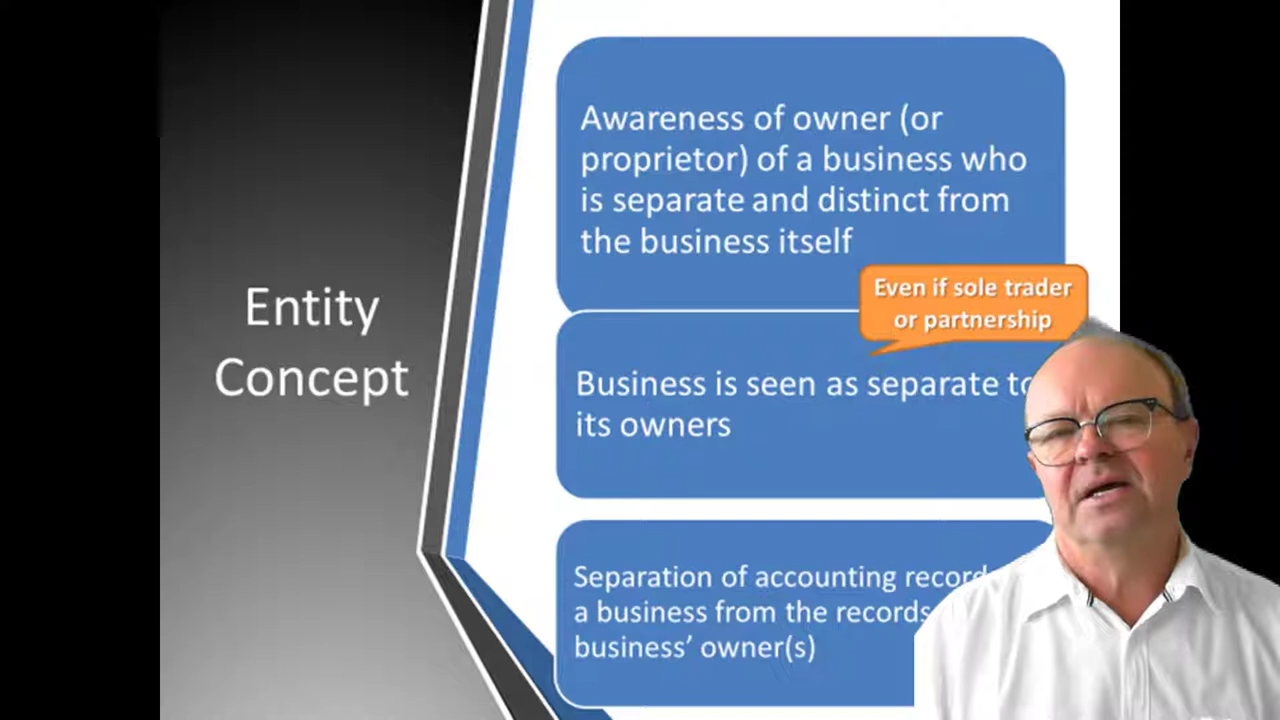 Entity
Concept
Awareness of owner (or
proprietor) of a business who
is separate and distinct from
the business itself
Even if sole trader
or partnership
Business is seen as separate
its owners
Separation of accounting
a business from the records
business’ owner(s)